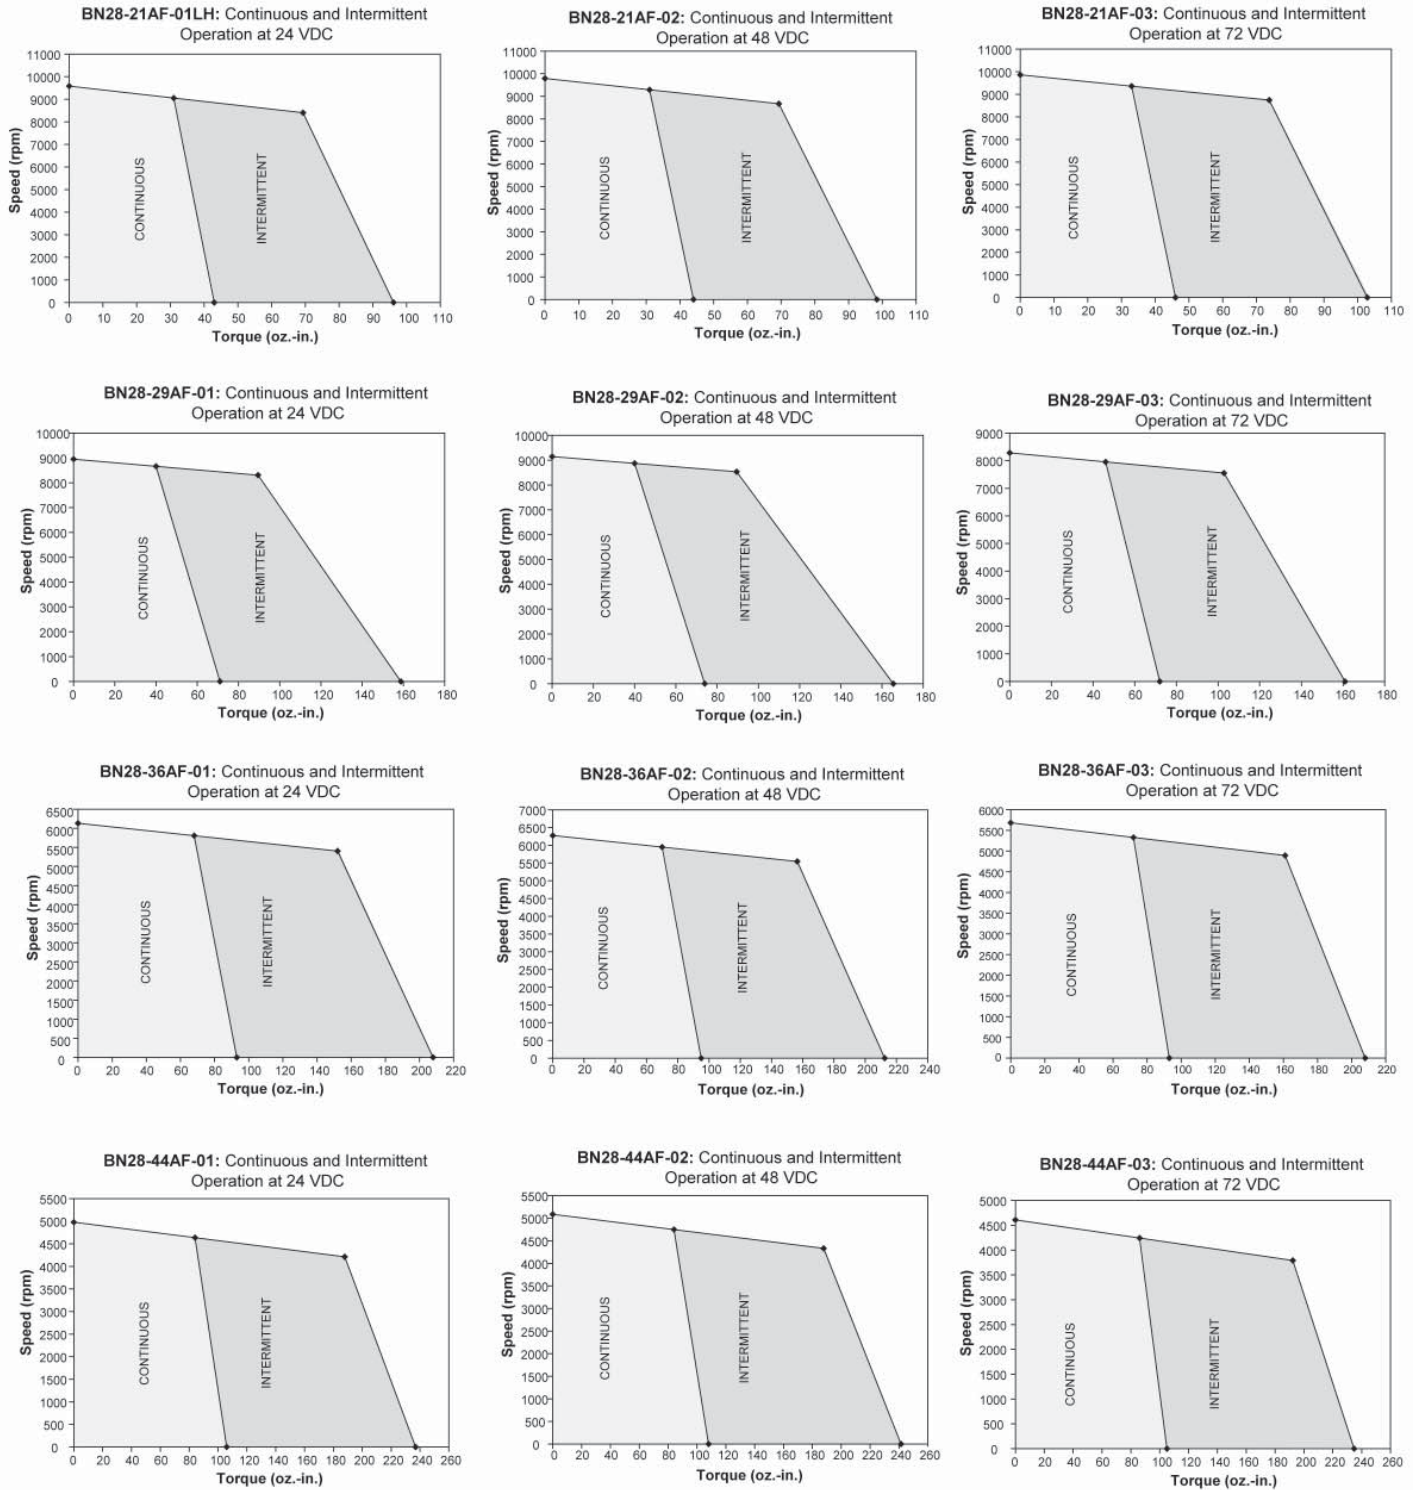 BN28-21AF-01LH: Continuous and Intermittent
Operation at 24 VDC
11000
10000
9000
8000
7000
6000
5000
4000
3000
2000
1000
0
Speed (rpm)
CONTINUOUS
INTERMITTENT
0 10 20 30 40 50 60 70 80 90 100 110
Torque (oz.-in.)
BN28-21AF-02: Continuous and Intermittent
Operation at 48 VDC
11000
10000
9000
8000
7000
6000
5000
4000
3000
2000
1000
0
Speed (rpm)
CONTINUOUS
INTERMITTENT
0 10 20 30 40 50 60 70 80 90 100 110
Torque (oz.-in.)
BN28-21AF-03: Continuous and Intermittent
Operation at 72 VDC
11000
10000
9000
8000
7000
6000
5000
4000
3000
2000
1000
0
Speed (rpm)
CONTINUOUS
INTERMITTENT
0 10 20 30 40 50 60 70 80 90 100 110
Torque (oz.-in.)
BN28-29AF-01: Continuous and Intermittent
Operation at 24 VDC
10000
9000
8000
7000
6000
5000
4000
3000
2000
1000
0
Speed (rpm)
CONTINUOUS
INTERMITTENT
0 20 40 60 80 100 120 140 160 180
Torque (oz.-in.)
BN28-29AF-02: Continuous and Intermittent
Operation at 48 VDC
10000
9000
8000
7000
6000
5000
4000
3000
2000
1000
0
Speed (rpm)
CONTINUOUS
INTERMITTENT
0 20 40 60 80 100 120 140 160 180
Torque (oz.-in.)
BN28-29AF-03: Continuous and Intermittent
Operation at 72 VDC
9000
8000
7000
6000
5000
4000
3000
2000
1000
0
Speed (rpm)
CONTINUOUS
INTERMITTENT
0 20 40 60 80 100 120 140 160 180
Torque (oz.-in.)
BN28-36AF-01: Continuous and Intermittent
Operation at 24 VDC
6500
6000
5500
5000
4500
4000
3500
3000
2500
2000
1500
1000
500
0
Speed (rpm)
CONTINUOUS
INTERMITTENT
0 20 40 60 80 100 120 140 160 180 200 220
Torque (oz.-in.)
BN28-36AF-02: Continuous and Intermittent
Operation at 48 VDC
7000
6500
6000
5500
5000
4500
4000
3500
3000
2500
2000
1500
1000
500
0
Speed (rpm)
CONTINUOUS
INTERMITTENT
0 20 40 60 80 100 120 140 160 180 200 220 240
Torque (oz.-in.)
BN28-36AF-03: Continuous and Intermittent
Operation at 72 VDC
6000
5500
5000
4500
4000
3500
3000
2500
2000
1500
1000
500
0
Speed (rpm)
CONTINUOUS
INTERMITTENT
0 20 40 60 80 100 120 140 160 180 200 220
Torque (oz.-in.)
BN28-44AF-01: Continuous and Intermittent
Operation at 24 VDC
5500
5000
4500
4000
3500
3000
2500
2000
1500
1000
500
0
Speed (rpm)
CONTINUOUS
INTERMITTENT
0 20 40 60 80 100 120 140 160 180 200 220 240 260
Torque (oz.-in.)
BN28-44AF-02: Continuous and Intermittent
Operation at 48 VDC
5500
5000
4500
4000
3500
3000
2500
2000
1500
1000
500
0
Speed (rpm)
CONTINUOUS
INTERMITTENT
0 20 40 60 80 100 120 140 160 180 200 220 240 260
Torque (oz.-in.)
BN28-44AF-03: Continuous and Intermittent
Operation at 72 VDC
5000
4500
4000
3500
3000
2500
2000
1500
1000
500
0
Speed (rpm)
CONTINUOUS
INTERMITTENT
0 20 40 60 80 100 120 140 160 180 200 220 240 260
Torque (oz.-in.)